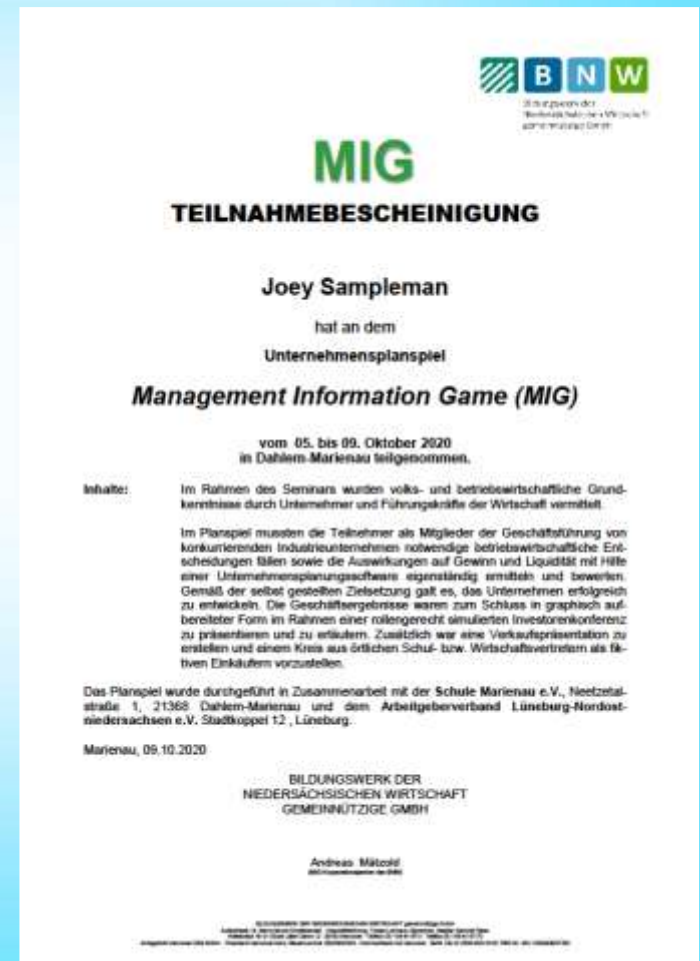 BNW
Bildungswerk der
Niedersächsischen Wirtschaft
gemeinnützige GmbH
MIG
TEILNAHMEBESCHEINIGUNG
Joey Sampleman
hat an dem
Unternehmensplanspiel
Management Information Game (MIG)
vom 05. bis 09. Oktober 2020
in Dahlem-Marienau teilgenommen.
Inhalte: Im Rahmen des Seminars wurden volks- und betriebswirtschaftliche Grund-
kenntnisse durch Unternehmer und Führungskräfte der Wirtschaft vermittelt.
Im Planspiel mussten die Teilnehmer als Mitglieder der Geschäftsführung von
konkurrierenden Industrieunternehmen notwendige betriebswirtschaftliche Ent-
scheidungen fällen sowie die Auswirkungen auf Gewinn und Liquidität mit Hilfe
einer Unternehmensplanungssoftware eigenständig ermitteln und bewerten.
Gemäß der selbst gestellten Zielsetzung galt es, das Unternehmen erfolgreich
zu entwickeln. Die Geschäftsergebnisse waren zum Schluss in graphisch auf-
bereiteter Form im Rahmen einer rollengerecht simulierten Investorenkonferenz
zu präsentieren und zu erläutern. Zusätzlich war eine Verkaufspräsentation zu
erstellen und einem Kreis aus örtlichen Schul- bzw. Wirtschaftsvertretern als fik-
tiven Einkäufern vorzustellen.
Das Planspiel wurde durchgeführt in Zusammenarbeit mit der Schule Marienau e.V., Neetzetal-
straße 1, 21368 Dahlem-Marienau und dem Arbeitgeberverband Lüneburg-Nordost-
niedersachsen e.V. Stadtkoppel 12 , Lüneburg.
Marienau, 09.10.2020
BILDUNGSWERK DER
NIEDERSÄCHSISCHEN WIRTSCHAFT
GEMEINNÜTZIGE GMBH
Andreas Mätzold